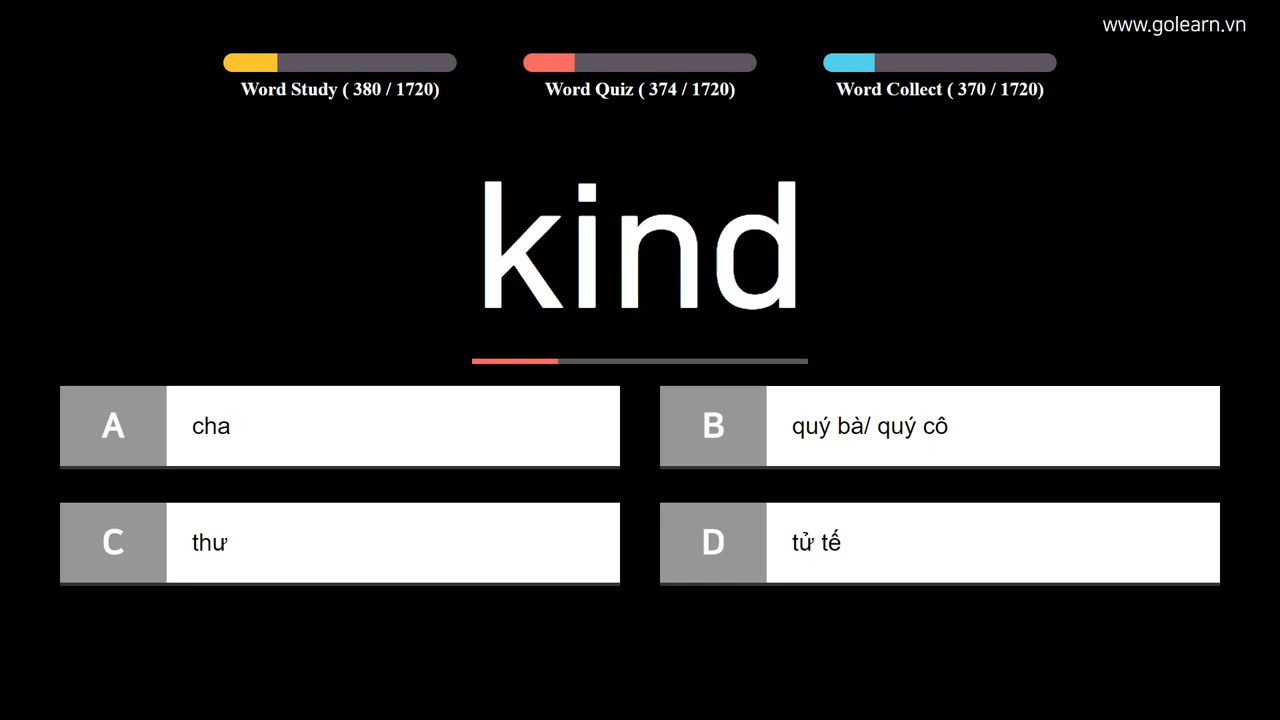 www.golearn.vn
Word Study ( 380 / 1720)
Word Quiz ( 374 / 1720)
Word Collect ( 370 / 1720)
kind
A
cha
B
quý bà/ quý cô
C
thư
D
tử tế